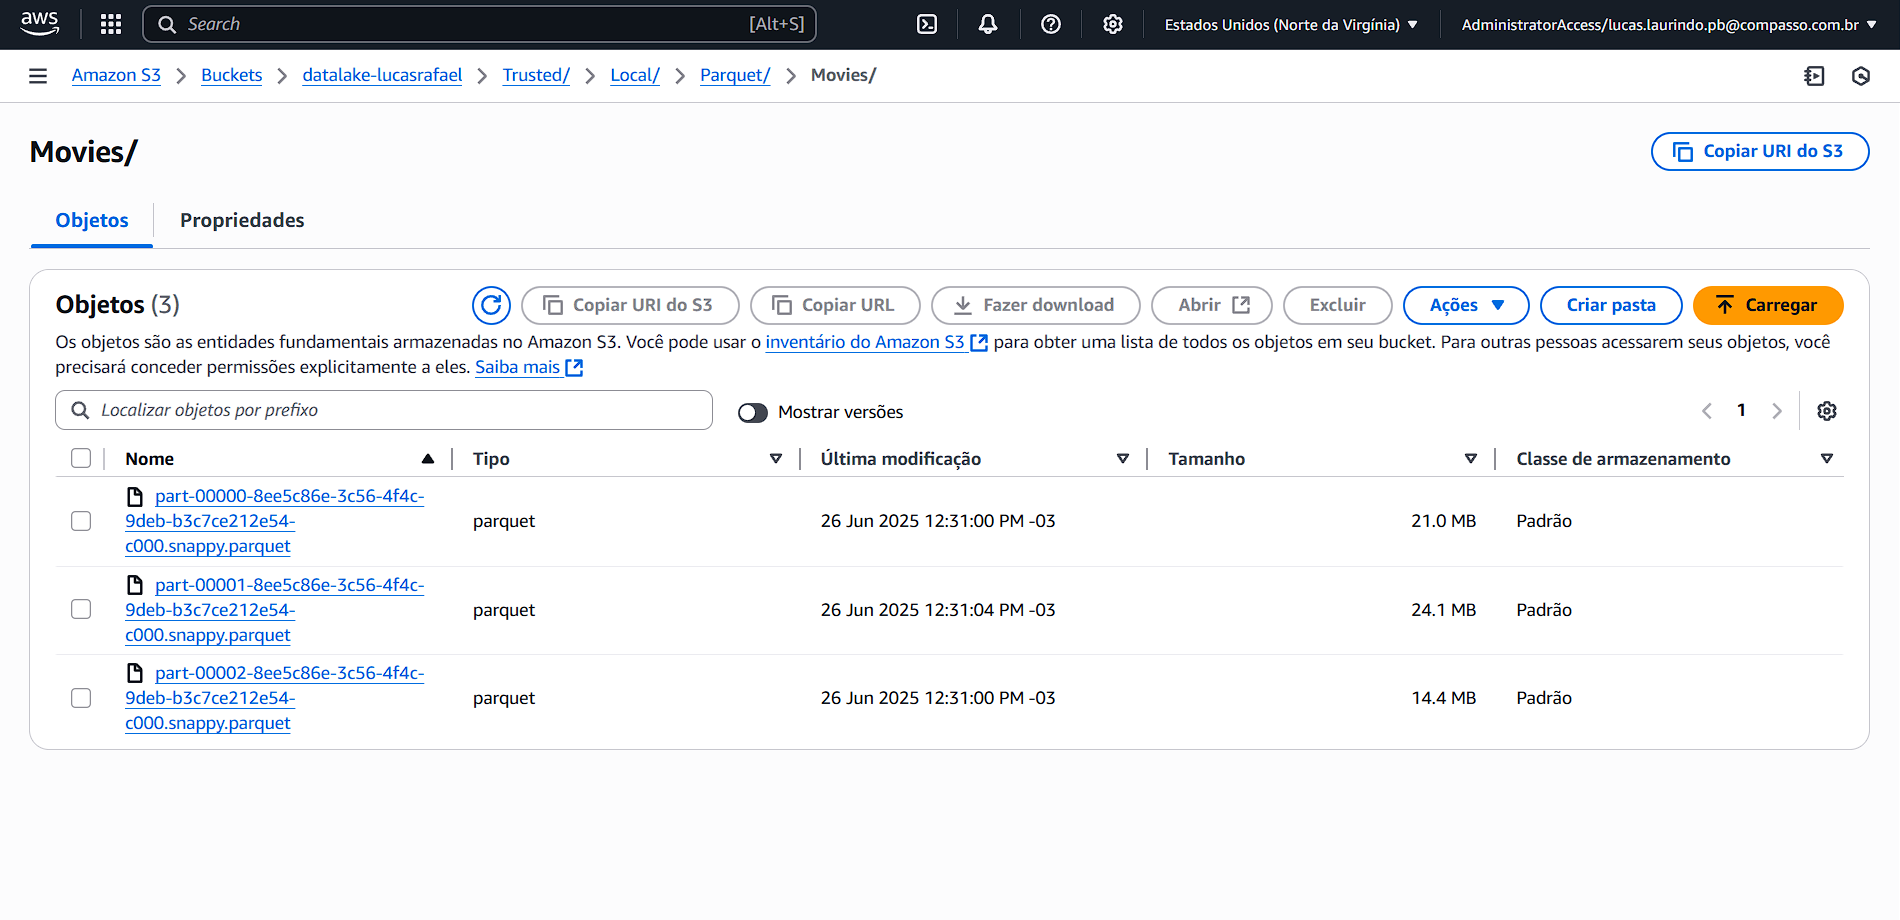 aws
Search [Alt+S]
Estados Unidos (Norte da Virgínia)
AdministratorAccess/lucas.laurindo.pb@compasso.com.br
Amazon S3 > Buckets > datalake-lucasrafael > Trusted/ > Local/ > Parquet/ > Movies/
Movies/
Copiar URI do S3
Objetos
Propriedades
Objetos (3)
Copiar URI do S3
Copiar URL
Fazer download
Abrir
Excluir
Ações
Criar pasta
Carregar
Os objetos são as entidades fundamentais armazenadas no Amazon S3. Você pode usar o inventário do Amazon S3 para obter uma lista de todos os objetos em seu bucket. Para outras pessoas acessarem seus objetos, você
precisará conceder permissões explicitamente a eles. Saiba mais
Localizar objetos por prefixo
Mostrar versões
1
Nome Tipo Última modificação Tamanho Classe de armazenamento
part-00000-8ee5c86e-3c56-4f4c-
9deb-b3c7ce212e54- parquet 26 Jun 2025 12:31:00 PM -03 21.0 MB Padrão
c000.snappy.parquet
part-00001-8ee5c86e-3c56-4f4c-
9deb-b3c7ce212e54- parquet 26 Jun 2025 12:31:04 PM -03 24.1 MB Padrão
c000.snappy.parquet
part-00002-8ee5c86e-3c56-4f4c-
9deb-b3c7ce212e54- parquet 26 Jun 2025 12:31:00 PM -03 14.4 MB Padrão
c000.snappy.parquet